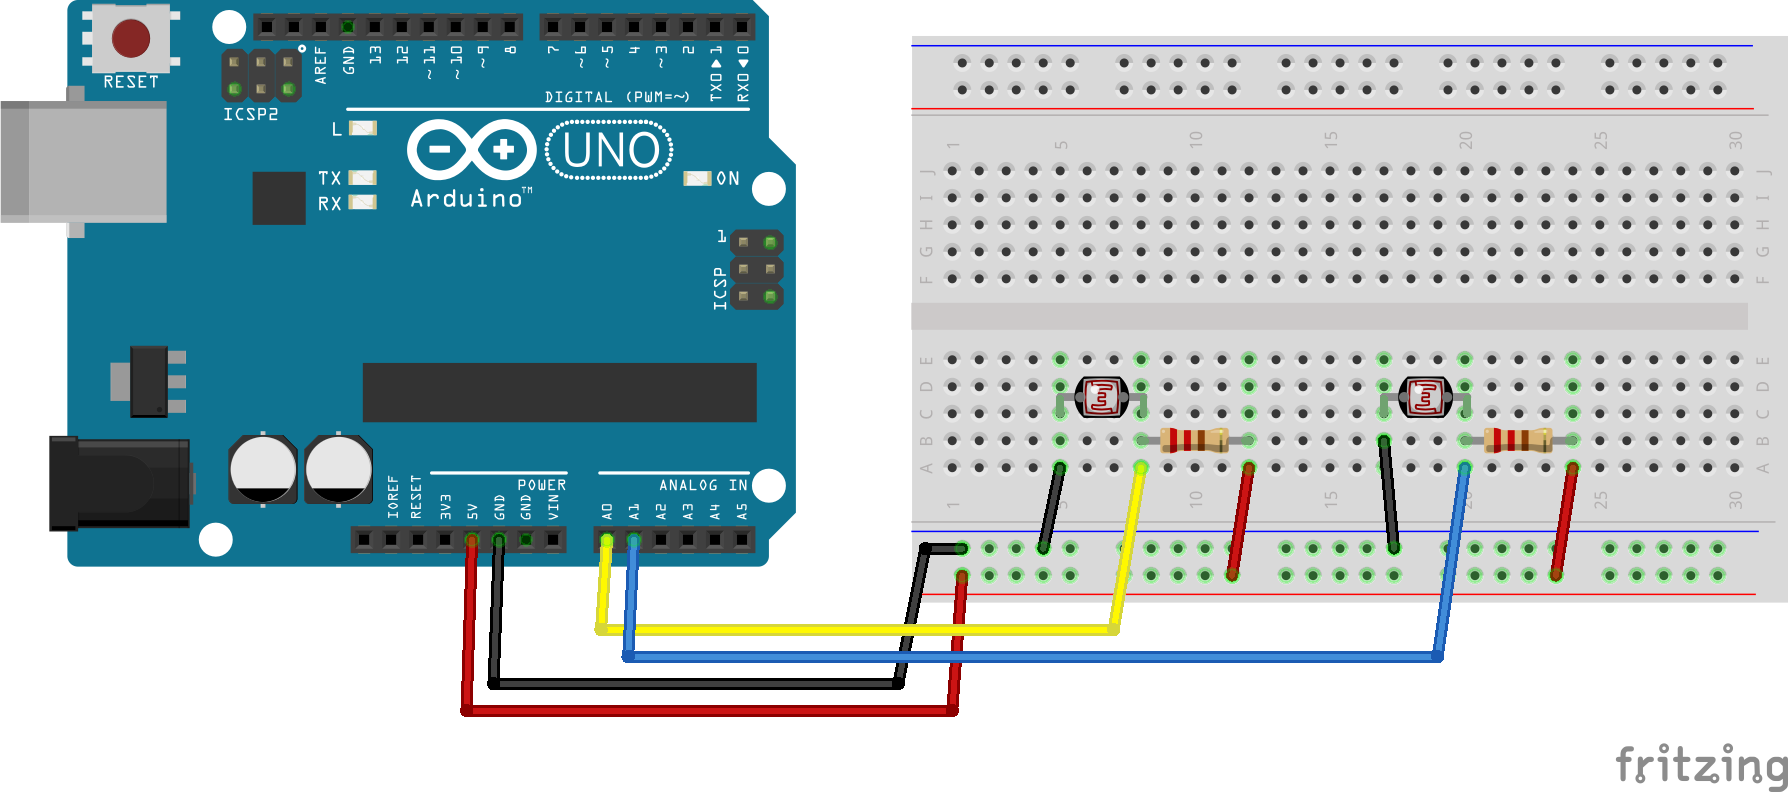 RESET
ICSP2
AREF
GND
13
12
~11
~10
~9
8
7
~6
~5
4
~3
2
TX0▶1
RX0◀0
DIGITAL (PWM=~)
L
TX
RX
UNO
Arduino™
ON
1
ICSP
IOREF
RESET
3V3
5V
GND
GND
VIN
POWER
A0
A1
A2
A3
A4
A5
ANALOG IN
1 5 10 15 20 25 30
J J
I I
H H
G G
F F
E E
D D
C C
B B
A A
1 5 10 15 20 25 30
fritzing